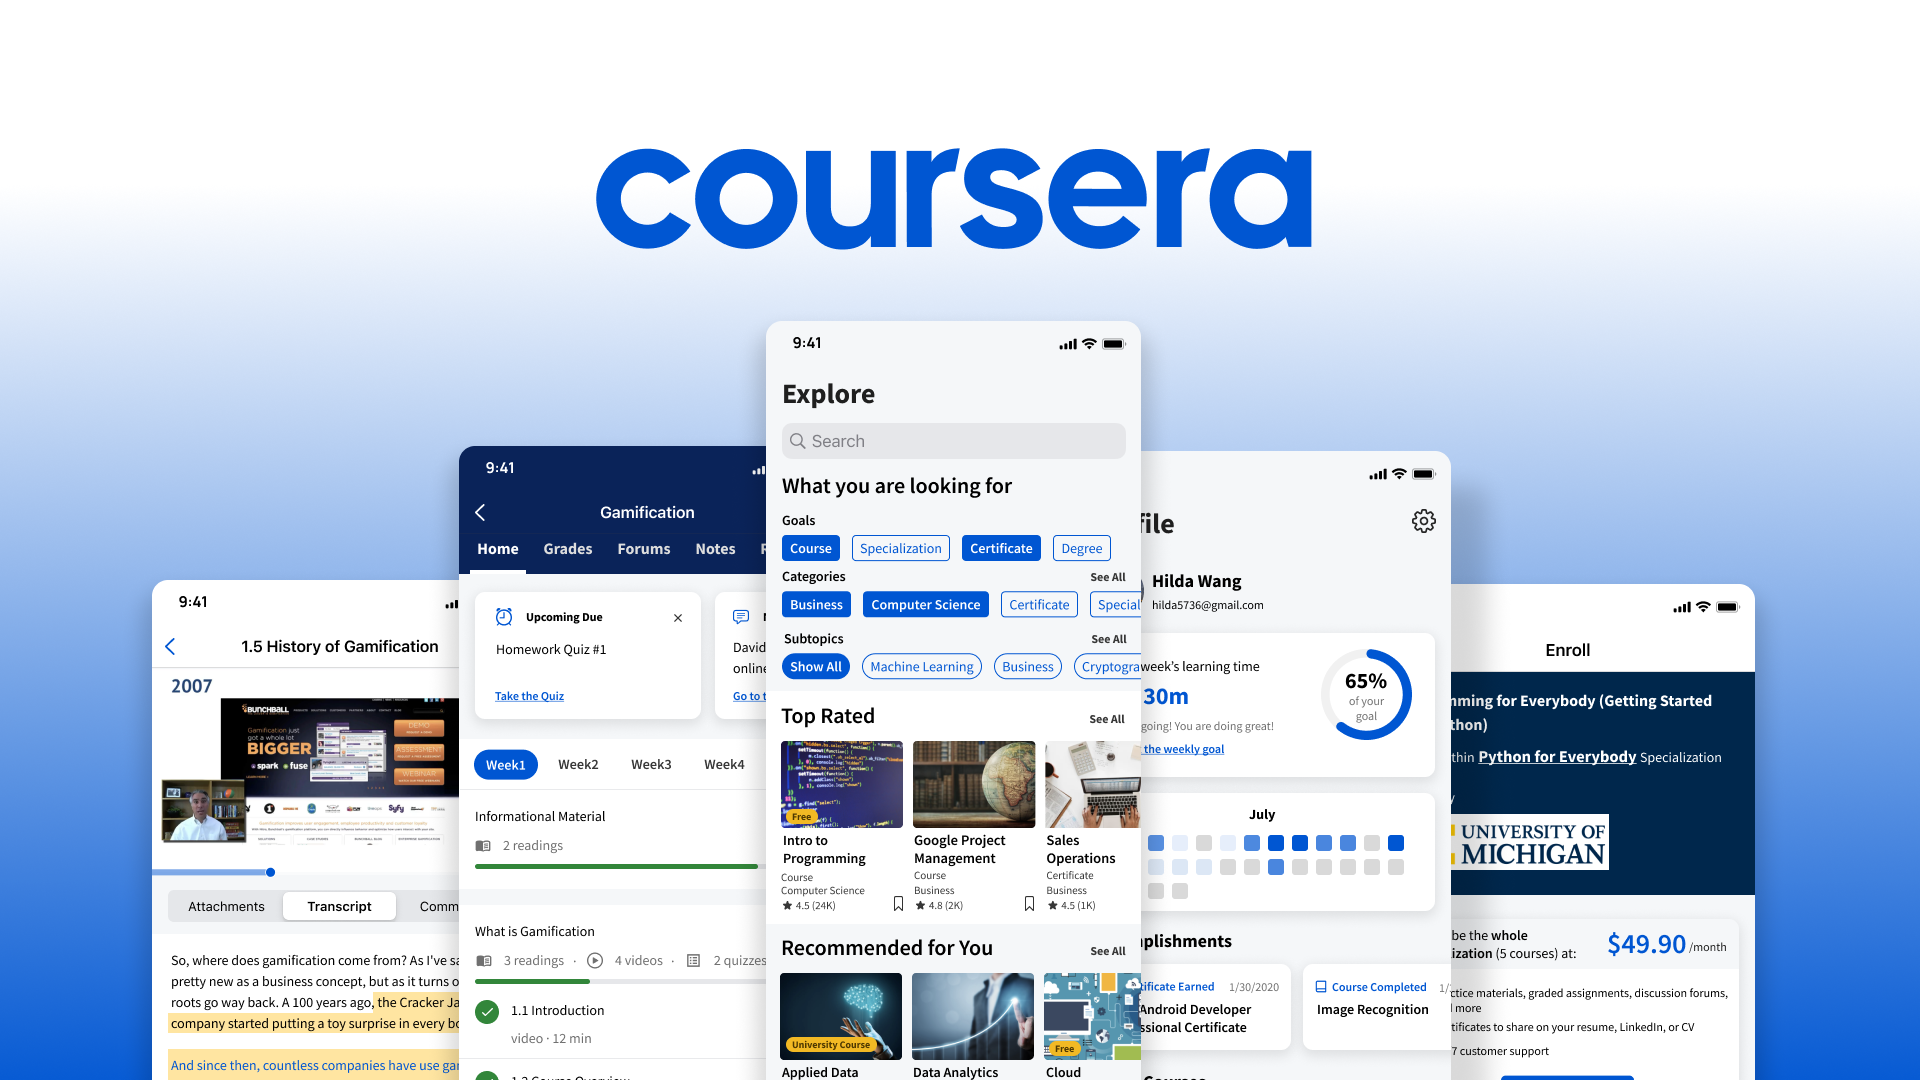 coursera
9:41
1.5 History of Gamification
2007
BUNCHBALL
Gamification just
got a whole lot
BIGGER
spark fuse
DEMO
ASSESSMENT
WEBINAR
Syfy
Attachments
Transcript
Comm
So, where does gamification come from? As I've sa
pretty new as a business concept, but as it turns o
roots go way back. A 100 years ago, the Cracker Ja
company started putting a toy surprise in every bo
And since then, countless companies have use gam
9:41
Gamification
Home
Grades
Forums
Notes
Upcoming Due
Homework Quiz #1
Take the Quiz
David
online
Go to t
Week1
Week2
Week3
Week4
Informational Material
2 readings
What is Gamification
3 readings · 4 videos · 2 quizzes
1.1 Introduction
video · 12 min
9:41
Explore
Search
What you are looking for
Goals
Course
Specialization
Certificate
Degree
Categories
See All
Business
Computer Science
Certificate
Special
Subtopics
See All
Show All
Machine Learning
Business
Cryptogra
Top Rated
See All
Free
Intro to
Programming
Course
Computer Science
4.5 (24K)
Google Project
Management
Course
Business
4.8 (2K)
Sales
Operations
Certificate
Business
4.5 (1K)
Recommended for You
See All
University Course
Applied Data
Data Analytics
Free
Cloud
file
Hilda Wang
hilda5736@gmail.com
week's learning time
30m
going! You are doing great!
the weekly goal
65%
of your
goal
July
plishments
tificate Earned
1/30/2020
Android Developer
ssional Certificate
Course Completed
1/
Image Recognition
Enroll
mming for Everybody (Getting Started
thon)
thin Python for Everybody Specialization
y
UNIVERSITY OF
MICHIGAN
be the whole
ization (5 courses) at:
$49.90 /month
ctice materials, graded assignments, discussion forums,
d more
tificates to share on your resume, LinkedIn, or CV
7 customer support